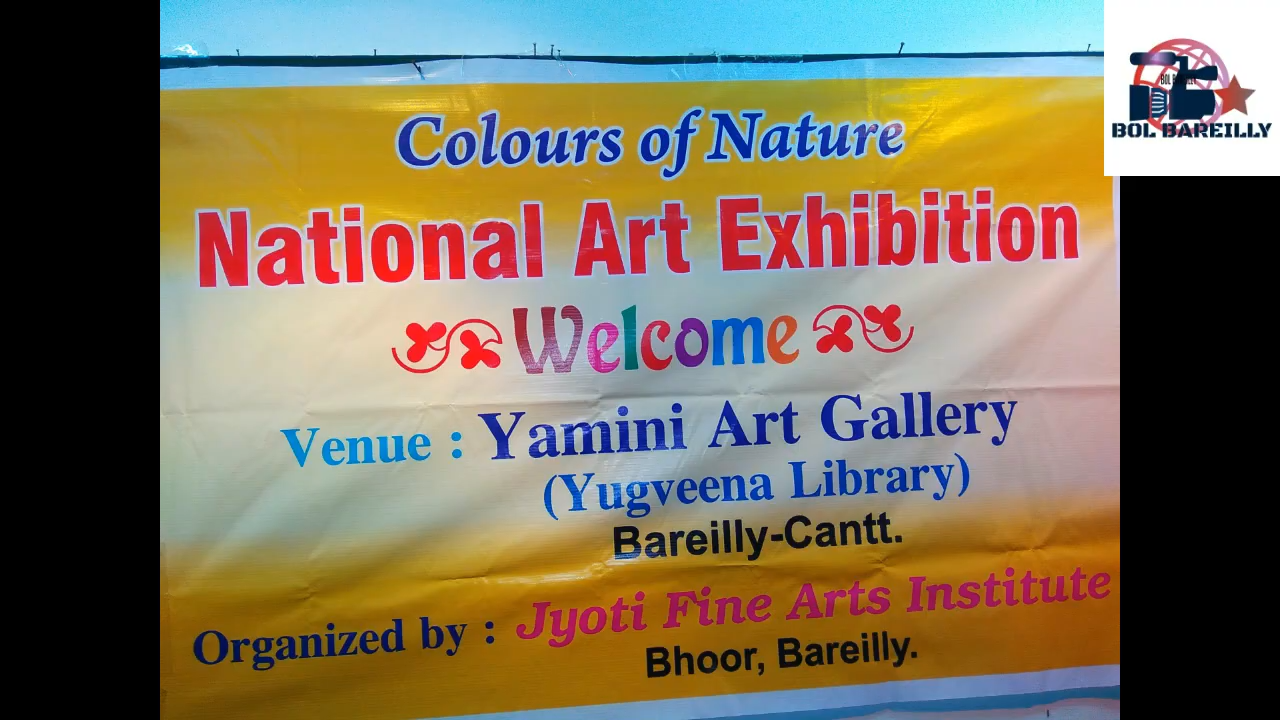 Colours of Nature
National Art Exhibition
Welcome
Venue : Yamini Art Gallery
(Yugveena Library)
Bareilly-Cantt.
Organized by : Jyoti Fine Arts Institute
Bhoor, Bareilly.
BOL BAREILLY